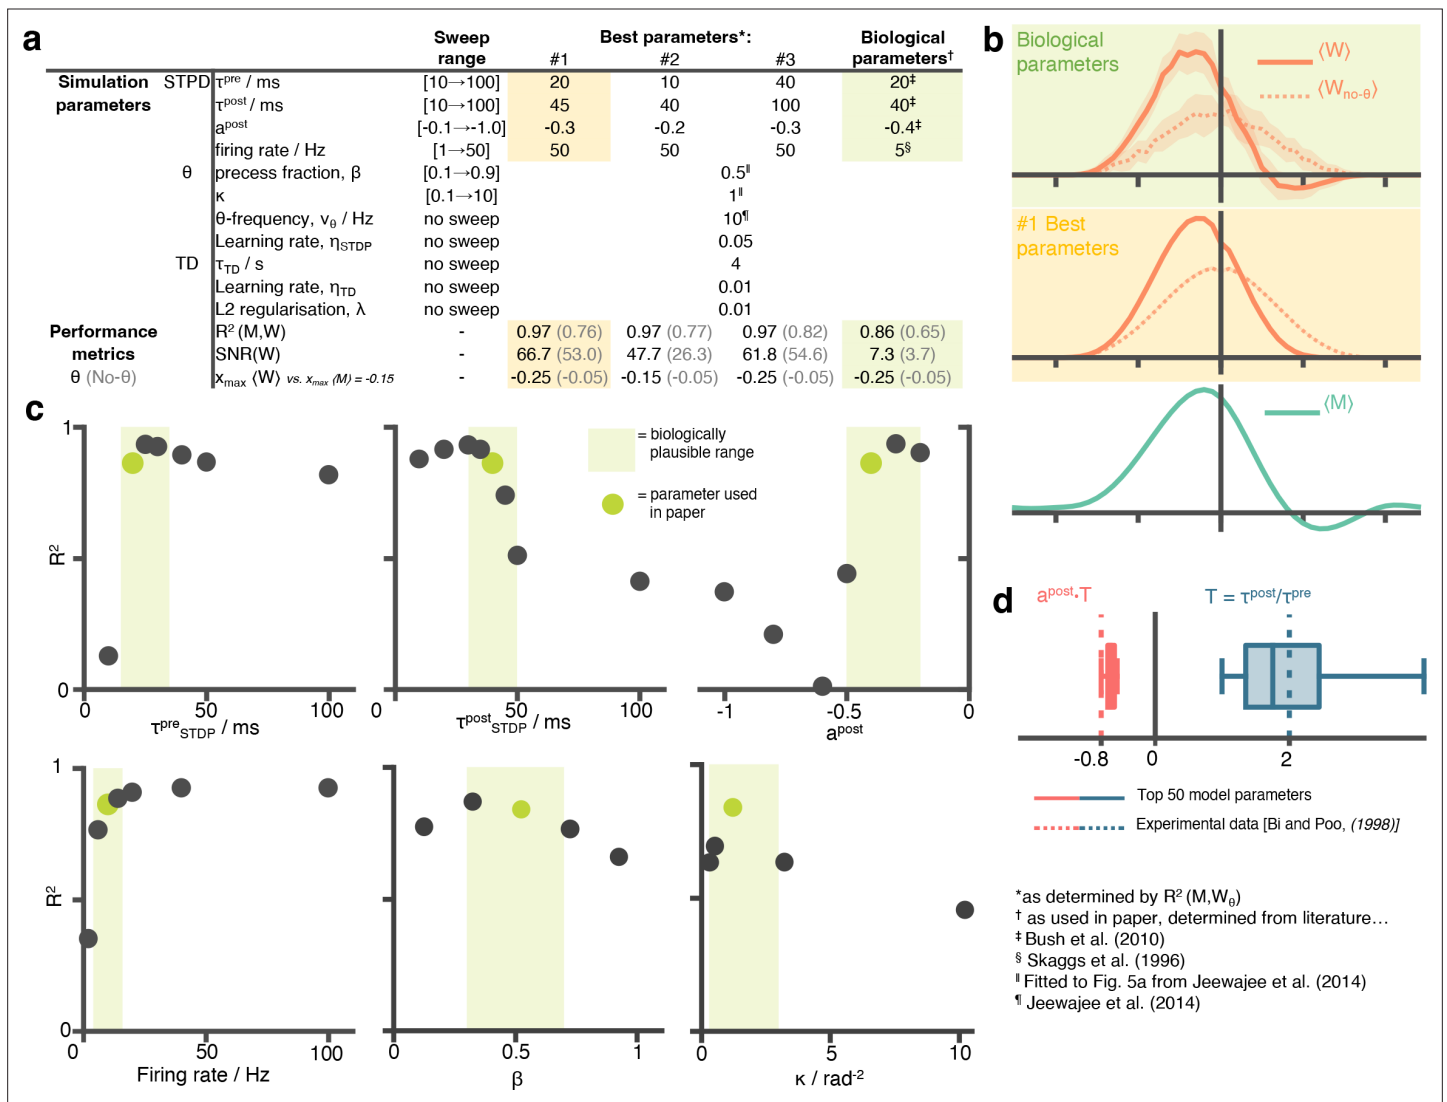 a
Sweep range
Best parameters*:
#1 #2 #3
Biological parameters†
Simulation parameters
STPD τᵖʳᵉ / ms [10→100] 20 10 40 20‡
τᵖᵒˢᵗ / ms [10→100] 45 40 100 40‡
aᵖᵒˢᵗ [-0.1→-1.0] -0.3 -0.2 -0.3 -0.4‡
firing rate / Hz [1→50] 50 50 50 5§
θ precess fraction, β [0.1→0.9] 0.5‖
κ [0.1→10] 1‖
θ-frequency, νθ / Hz no sweep 10¶
Learning rate, ηSTDP no sweep 0.05
TD τTD / s no sweep 4
Learning rate, ηTD no sweep 0.01
L2 regularisation, λ no sweep 0.01
Performance metrics
θ (No-θ)
R² (M,W) - 0.97 (0.76) 0.97 (0.77) 0.97 (0.82) 0.86 (0.65)
SNR(W) - 66.7 (53.0) 47.7 (26.3) 61.8 (54.6) 7.3 (3.7)
xmax ⟨W⟩ vs. xmax (M) = -0.15 - -0.25 (-0.05) -0.15 (-0.05) -0.25 (-0.05) -0.25 (-0.05)
b
Biological
parameters
⟨W⟩
⟨Wno-θ⟩
#1 Best
parameters
⟨M⟩
c
1
R²
0
0 50 100
τᵖʳᵉSTDP / ms
0 50 100
τᵖᵒˢᵗSTDP / ms
= biologically
plausible range
= parameter used
in paper
-1 -0.5 0
aᵖᵒˢᵗ
1
R²
0
0 50 100
Firing rate / Hz
0 0.5 1
β
0 5 10
κ / rad⁻²
d
aᵖᵒˢᵗ·T
T = τᵖᵒˢᵗ/τᵖʳᵉ
-0.8 0 2
Top 50 model parameters
Experimental data [Bi and Poo, (1998)]
*as determined by R² (M,Wθ)
† as used in paper, determined from literature…
‡ Bush et al. (2010)
§ Skaggs et al. (1996)
‖ Fitted to Fig. 5a from Jeewajee et al. (2014)
¶ Jeewajee et al. (2014)